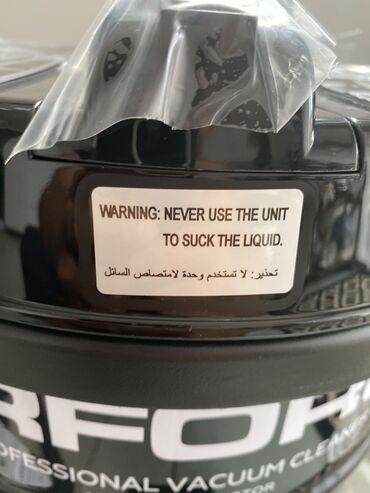 WARNING: NEVER USE THE UNIT
TO SUCK THE LIQUID.
تحذير: لا تستخدم وحدة لامتصاص السائل
RFOR
PROFESSIONAL VACUUM CLEANER